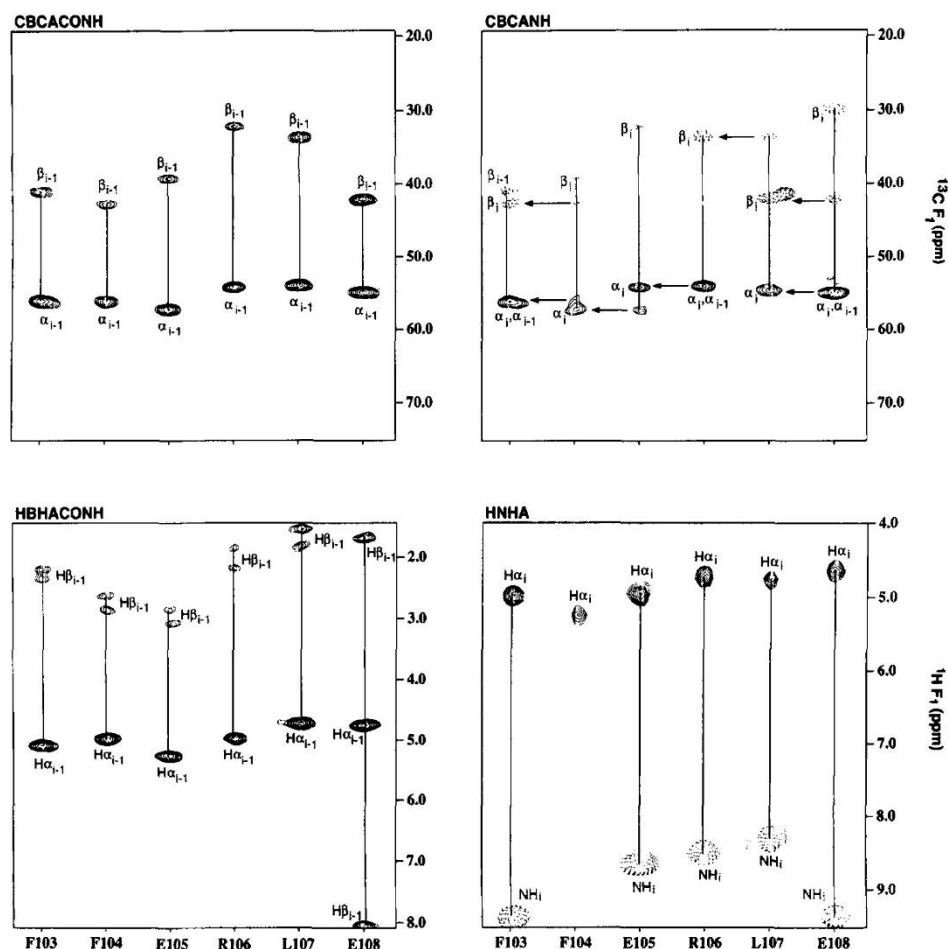 CBCACONH
20.0
30.0
40.0
50.0
60.0
70.0
βi-1
βi-1
βi-1
βi-1
βi-1
βi-1
αi-1
αi-1
αi-1
αi-1
αi-1
αi-1
CBCANH
20.0
30.0
40.0
50.0
60.0
70.0
13C F1 (ppm)
βi-1
βi
βi
βi
βi
βi
βi
αi,αi-1
αi
αi
αi,αi-1
αi
αi,αi-1
HBHACONH
2.0
3.0
4.0
5.0
6.0
7.0
8.0
Hβi-1
Hβi-1
Hβi-1
Hβi-1
Hβi-1
Hβi-1
Hαi-1
Hαi-1
Hαi-1
Hαi-1
Hαi-1
Hαi-1
Hβi-1
F103 F104 E105 R106 L107 E108
HNHA
4.0
5.0
6.0
7.0
8.0
9.0
1H F1 (ppm)
Hαi
Hαi
Hαi
Hαi
Hαi
Hαi
NHi
NHi
NHi
NHi
NHi
F103 F104 E105 R106 L107 E108